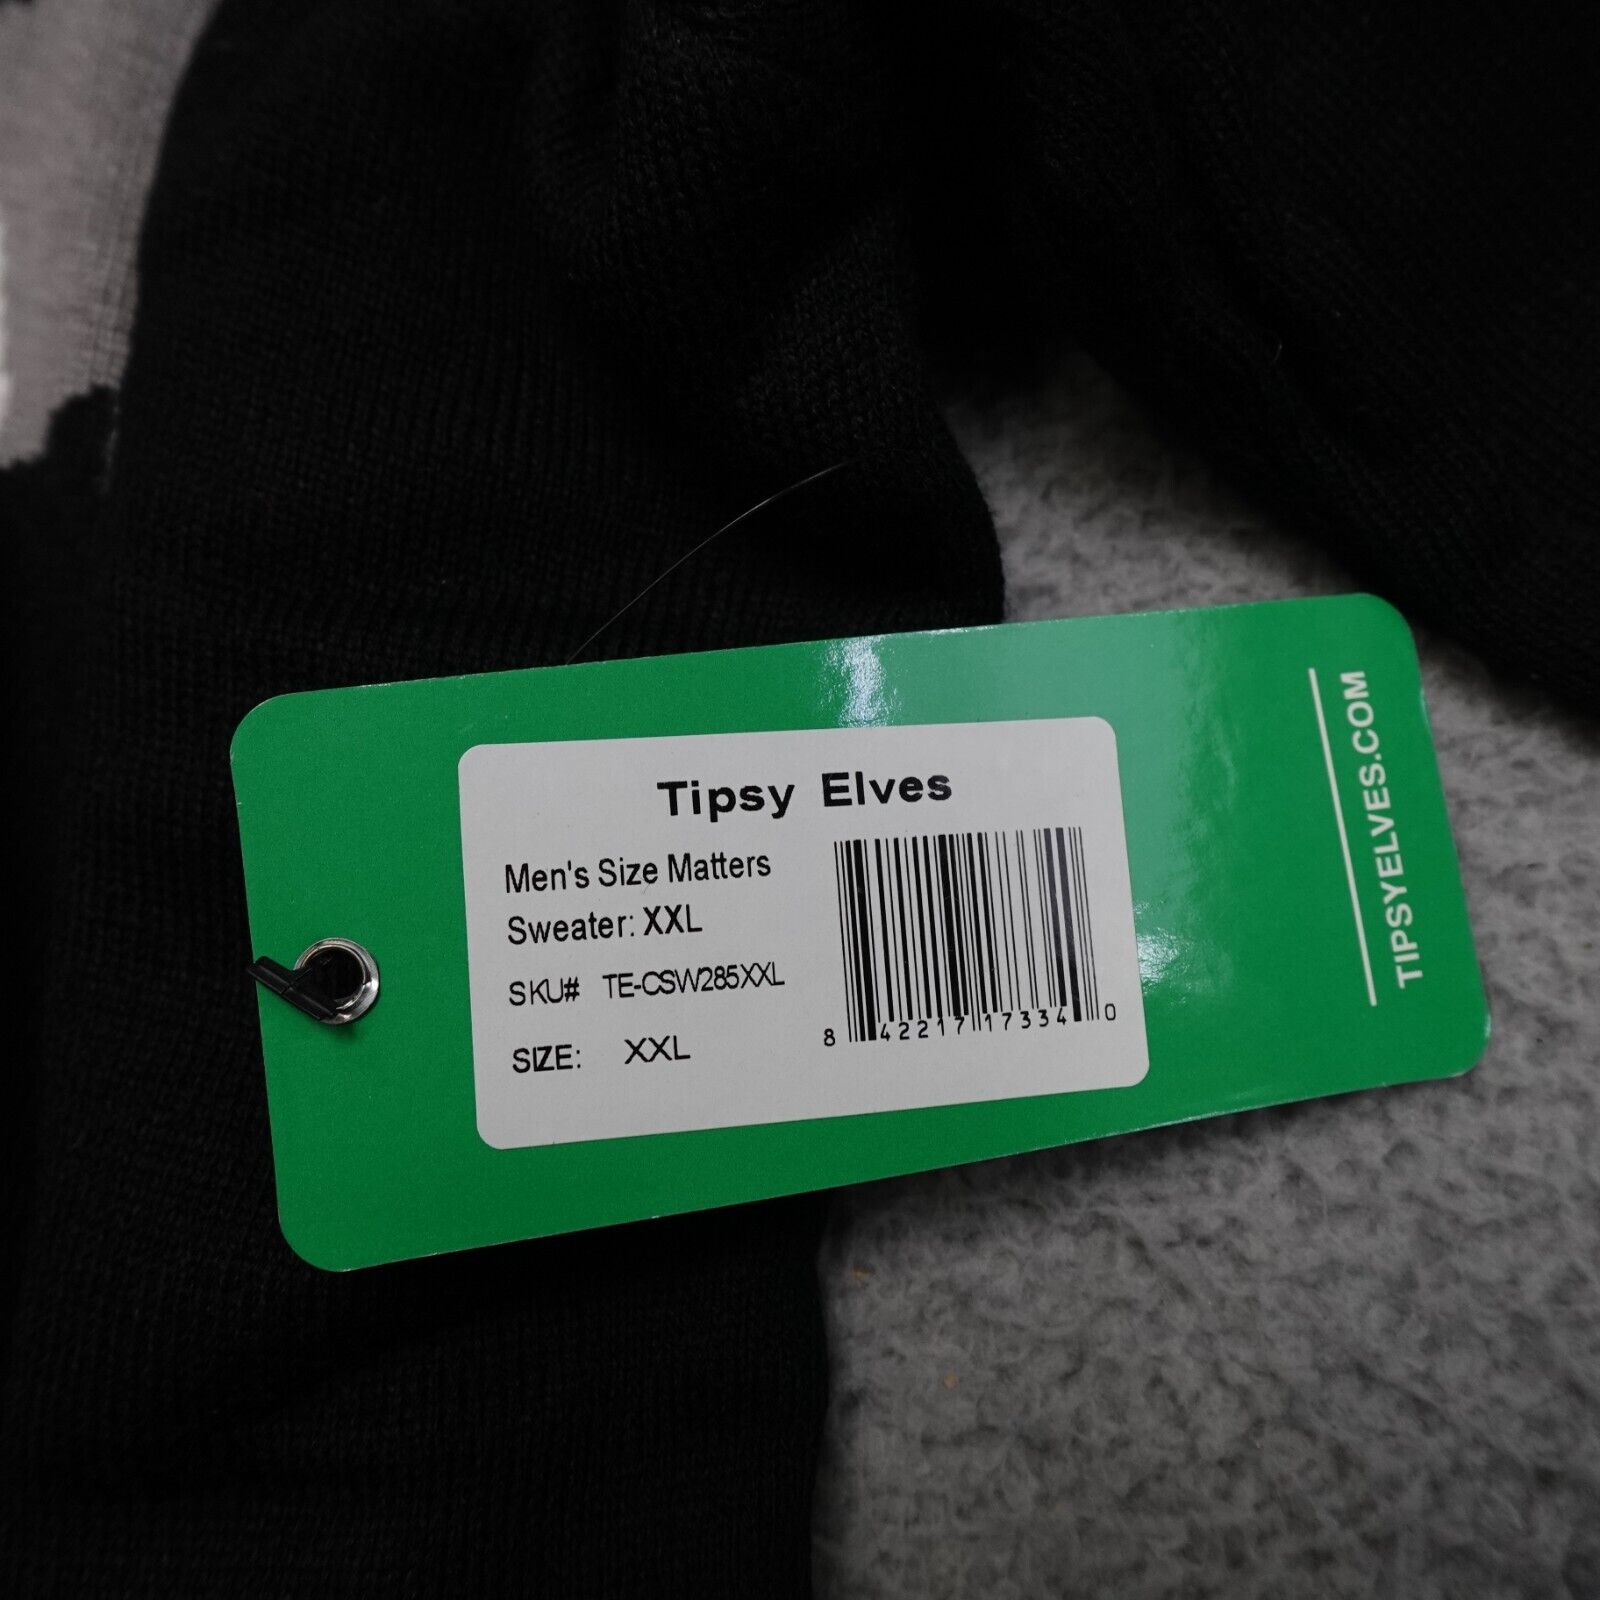 Tipsy Elves
Men's Size Matters
Sweater: XXL
SKU# TE-CSW285XXL
SIZE: XXL
8 42217 17334 0
TIPSYELVES.COM